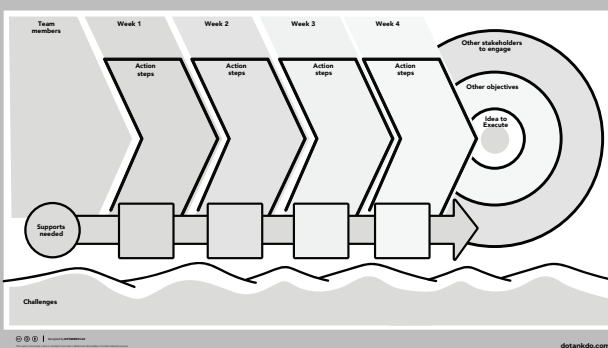 Team
members
Week 1
Week 2
Week 3
Week 4
Action
steps
Action
steps
Action
steps
Action
steps
Other stakeholders
to engage
Other objectives
Idea to
Execute
Supports
needed
Challenges
dotankdo.com